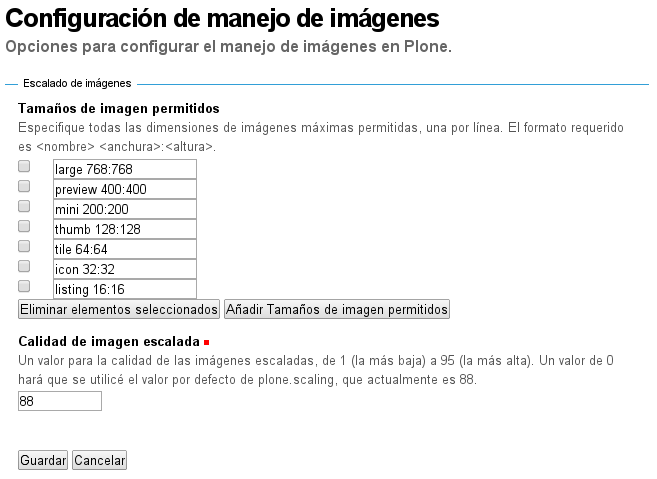 Configuración de manejo de imágenes
Opciones para configurar el manejo de imágenes en Plone.
Escalado de imágenes
Tamaños de imagen permitidos
Especifique todas las dimensiones de imágenes máximas permitidas, una por línea. El formato requerido
es <nombre> <anchura>:<altura>.
large 768:768
preview 400:400
mini 200:200
thumb 128:128
tile 64:64
icon 32:32
listing 16:16
Eliminar elementos seleccionados Añadir Tamaños de imagen permitidos
Calidad de imagen escalada
Un valor para la calidad de las imágenes escaladas, de 1 (la más baja) a 95 (la más alta). Un valor de 0
hará que se utilicé el valor por defecto de plone.scaling, que actualmente es 88.
88
Guardar Cancelar